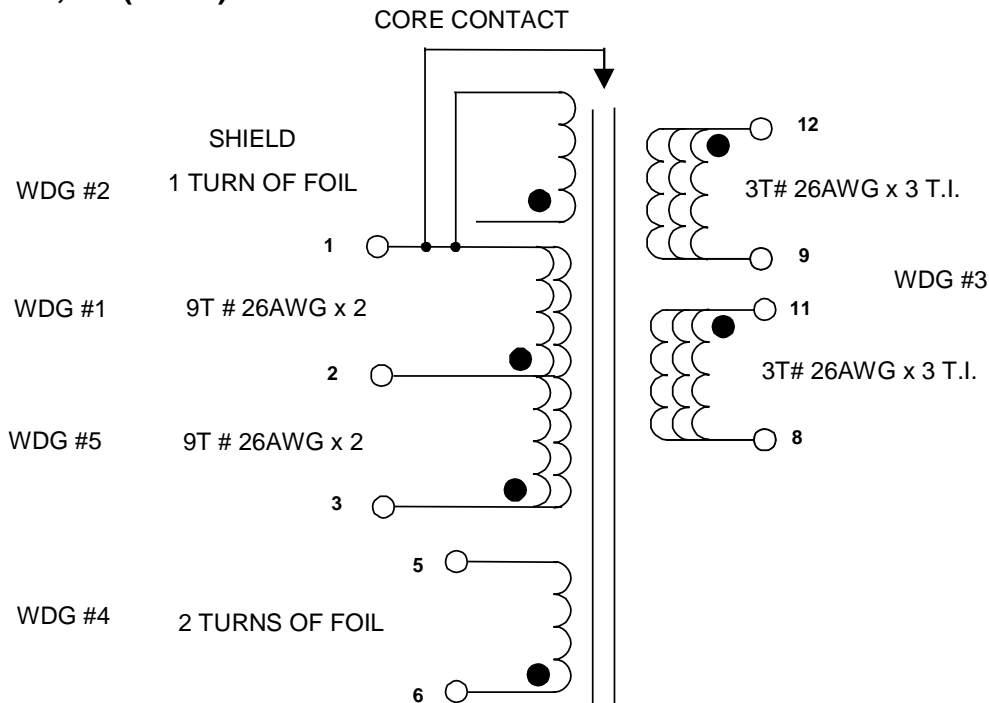 CORE CONTACT
SHIELD
1 TURN OF FOIL
WDG #2
1
WDG #1
9T # 26AWG x 2
2
WDG #5
9T # 26AWG x 2
3
5
WDG #4
2 TURNS OF FOIL
6
12
3T# 26AWG x 3 T.I.
9
WDG #3
11
3T# 26AWG x 3 T.I.
8